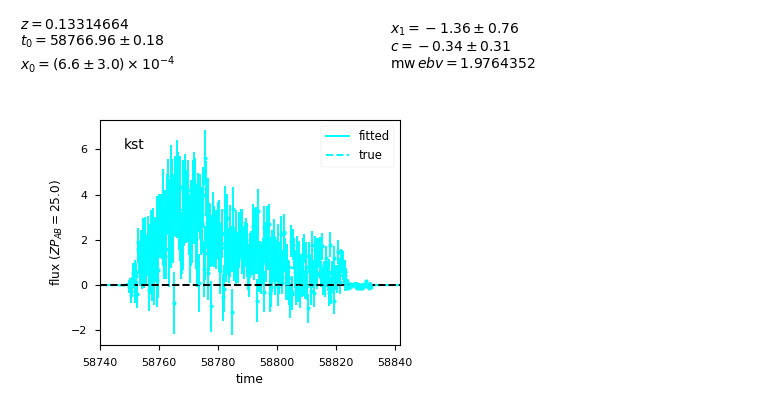 z = 0.13314664
t₀ = 58766.96 ± 0.18
x₀ = (6.6 ± 3.0) × 10⁻⁴
x₁ = −1.36 ± 0.76
c = −0.34 ± 0.31
mw ebv = 1.9764352
kst
fitted
true
flux (ZP_AB = 25.0)
6
4
2
0
−2
58740 58760 58780 58800 58820 58840
time